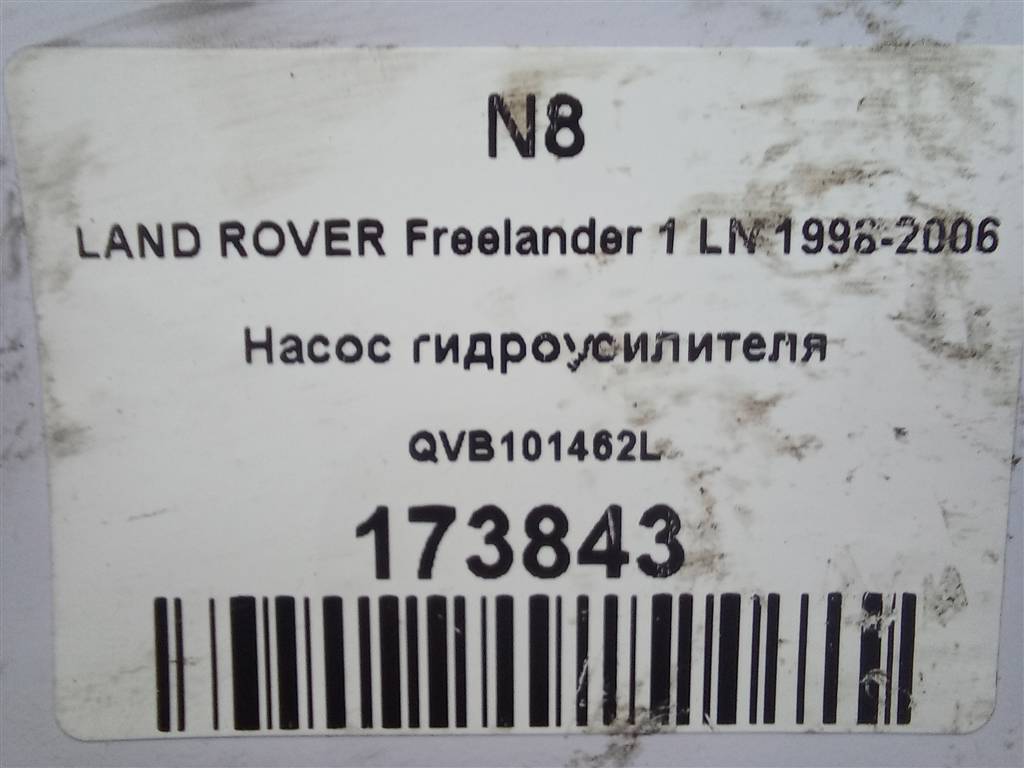 N8
LAND ROVER Freelander 1 LN 1998-2006
Насос гидроусилителя
QVB101462L
173843